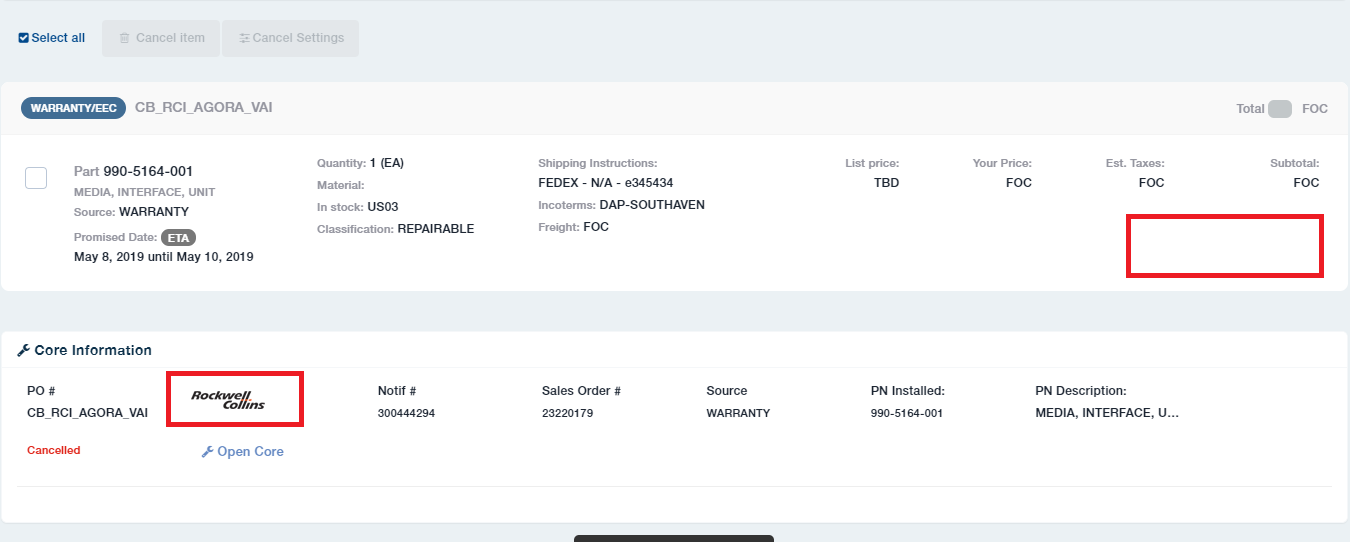 Select all Cancel item Cancel Settings
WARRANTY/EEC CB_RCI_AGORA_VAI Total FOC
Part 990-5164-001
MEDIA, INTERFACE, UNIT
Source: WARRANTY
Promised Date: ETA
May 8, 2019 until May 10, 2019
Quantity: 1 (EA)
Material:
In stock: US03
Classification: REPAIRABLE
Shipping Instructions:
FEDEX - N/A - e345434
Incoterms: DAP-SOUTHAVEN
Freight: FOC
List price:
TBD
Your Price:
FOC
Est. Taxes:
FOC
Subtotal:
FOC
Core Information
PO #
CB_RCI_AGORA_VAI
Rockwell
Collins
Notif #
300444294
Sales Order #
23220179
Source
WARRANTY
PN Installed:
990-5164-001
PN Description:
MEDIA, INTERFACE, U...
Cancelled Open Core